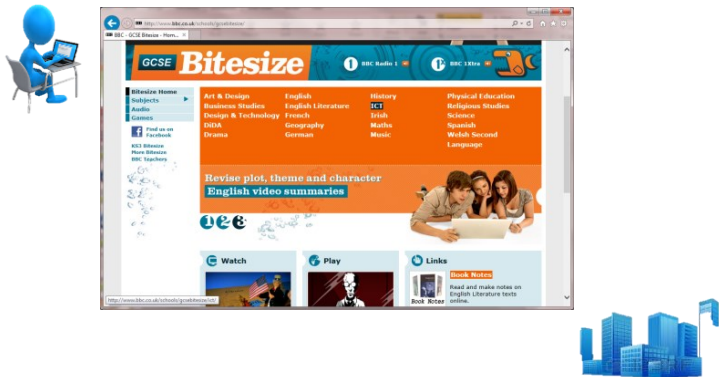 http://www.bbc.co.uk/schools/gcsebitesize/
BBC - GCSE Bitesize - Hom...
GCSE Bitesize
BBC Radio 1
BBC 1Xtra
Bitesize Home
Subjects
Audio
Games
Find us on
Facebook
KS3 Bitesize
More Bitesize
BBC Teachers
Art & Design
Business Studies
Design & Technology
DiDA
Drama
English
English Literature
French
Geography
German
History
ICT
Irish
Maths
Music
Physical Education
Religious Studies
Science
Spanish
Welsh Second
Language
Revise plot, theme and character
English video summaries
1 2 3
Watch
Play
Links
Book Notes
Book Notes
Read and make notes on
English Literature texts
online.
http://www.bbc.co.uk/schools/gcsebitesize/ict/